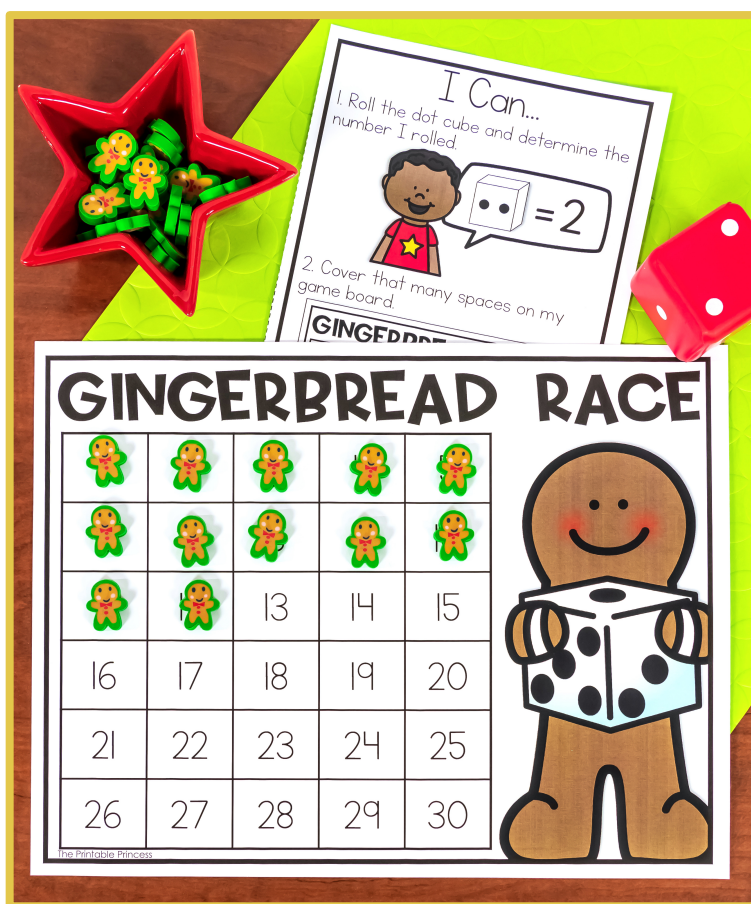 I Can...
1. Roll the dot cube and determine the
number I rolled.
= 2
2. Cover that many spaces on my
game board.
GINGERBREAD RACE
13 14 15
16 17 18 19 20
21 22 23 24 25
26 27 28 29 30
The Printable Princess